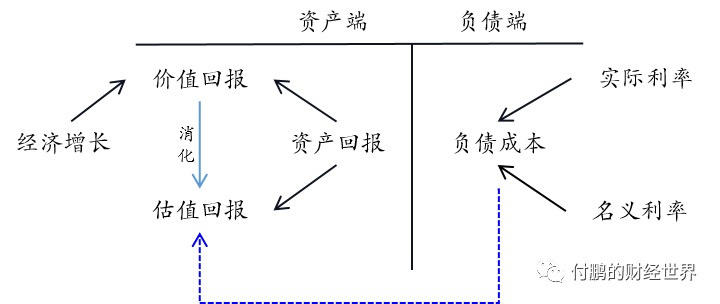 资产端 负债端
价值回报 实际利率
经济增长 消化 资产回报 负债成本
估值回报 名义利率
付鹏的财经世界